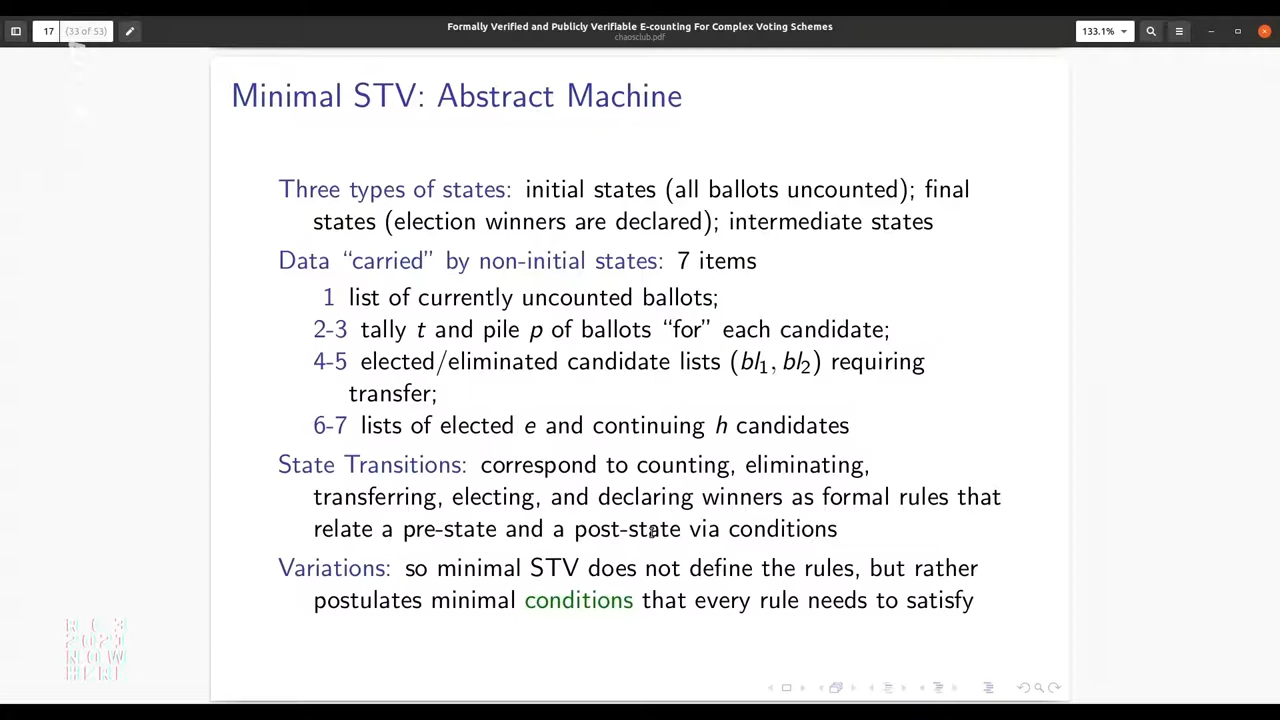 Formally Verified and Publicly Verifiable E-counting For Complex Voting Schemes
chaosclub.pdf
17 (33 of 53)
133.1%
Minimal STV: Abstract Machine
Three types of states: initial states (all ballots uncounted); final
states (election winners are declared); intermediate states
Data “carried” by non-initial states: 7 items
1 list of currently uncounted ballots;
2-3 tally t and pile p of ballots “for” each candidate;
4-5 elected/eliminated candidate lists (bl₁, bl₂) requiring
transfer;
6-7 lists of elected e and continuing h candidates
State Transitions: correspond to counting, eliminating,
transferring, electing, and declaring winners as formal rules that
relate a pre-state and a post-state via conditions
Variations: so minimal STV does not define the rules, but rather
postulates minimal conditions that every rule needs to satisfy
RC3
2021
NOW
HERE